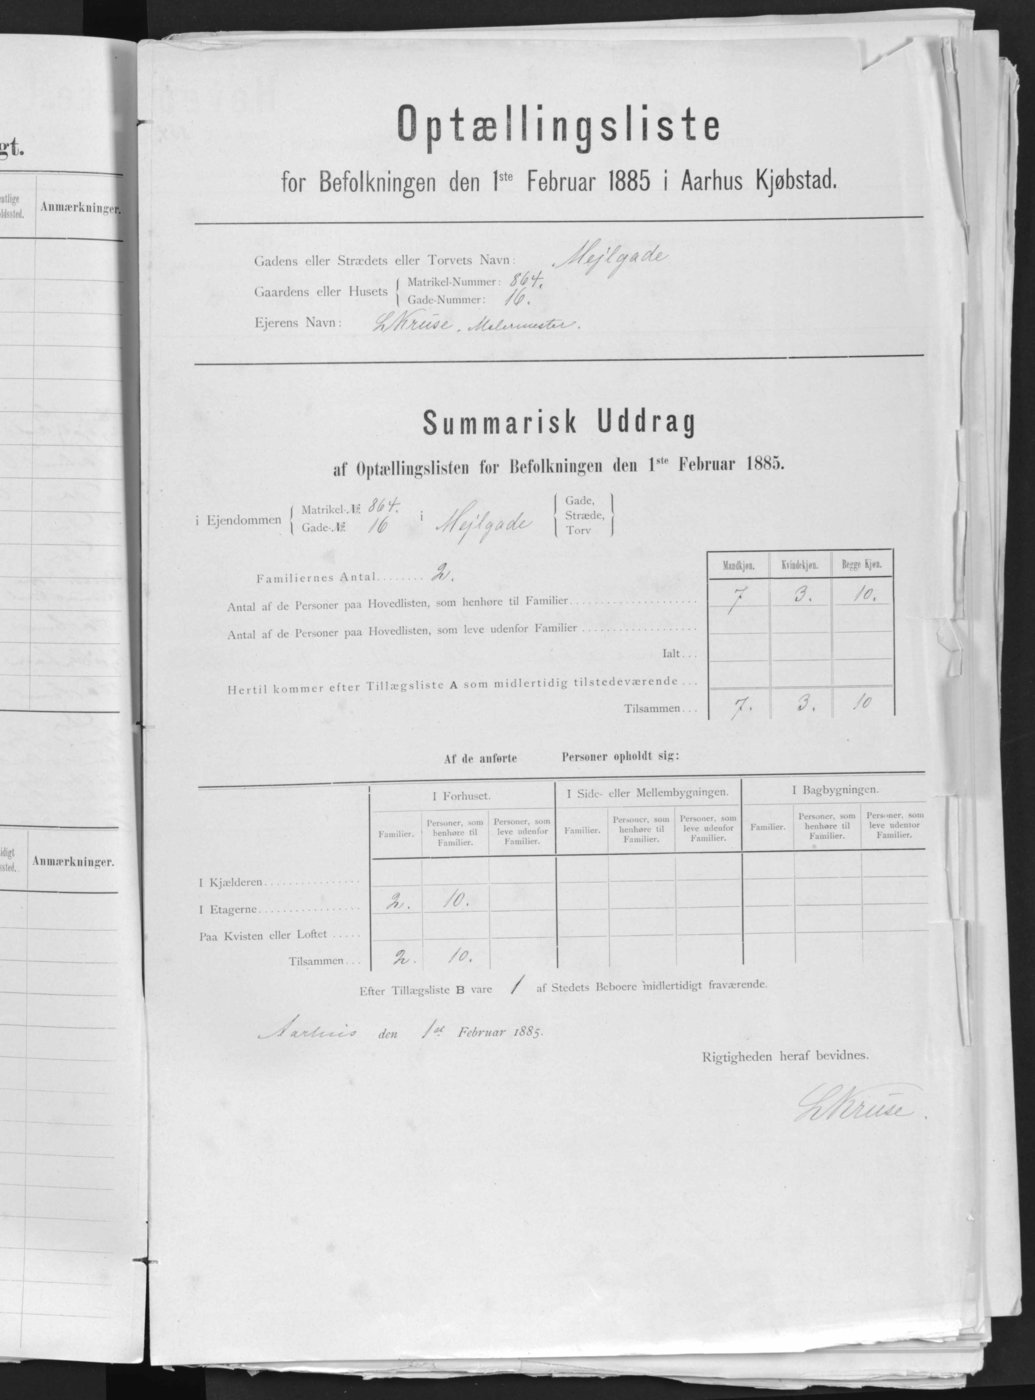 gt.
entlige
oldssted.
Anmærkninger.
idigt
ssted.
Anmærkninger.
Optællingsliste
for Befolkningen den 1ste Februar 1885 i Aarhus Kjøbstad.
Gadens eller Strædets eller Torvets Navn: Mejlgade
Gaardens eller Husets { Matrikel-Nummer: 864.
Gade-Nummer: 16.
Ejerens Navn: L Kruse, Malermester.
Summarisk Uddrag
af Optællingslisten for Befolkningen den 1ste Februar 1885.
i Ejendommen { Matrikel-№ 864.
Gade-№ 16 } i Mejlgade { Gade,
Stræde,
Torv }
Mandkjøn. Kvindekjøn. Begge Kjøn.
Familiernes Antal........ 2.
Antal af de Personer paa Hovedlisten, som henhøre til Familier 7 3. 10.
Antal af de Personer paa Hovedlisten, som leve udenfor Familier
Ialt...
Hertil kommer efter Tillægsliste A som midlertidig tilstedeværende...
Tilsammen... 7. 3. 10
Af de anførte Personer opholdt sig:
I Forhuset. I Side- eller Mellembygningen. I Bagbygningen.
Familier. Personer, som henhøre til Familier. Personer, som leve udenfor Familier. Familier. Personer, som henhøre til Familier. Personer, som leve udenfor Familier. Familier. Personer, som henhøre til Familier. Personer, som leve udenfor Familier.
I Kjælderen
I Etagerne 2. 10.
Paa Kvisten eller Loftet
Tilsammen... 2. 10.
Efter Tillægsliste B vare 1 af Stedets Beboere midlertidigt fraværende.
Aarhuis den 1st Februar 1885.
Rigtigheden heraf bevidnes.
L Kruse.